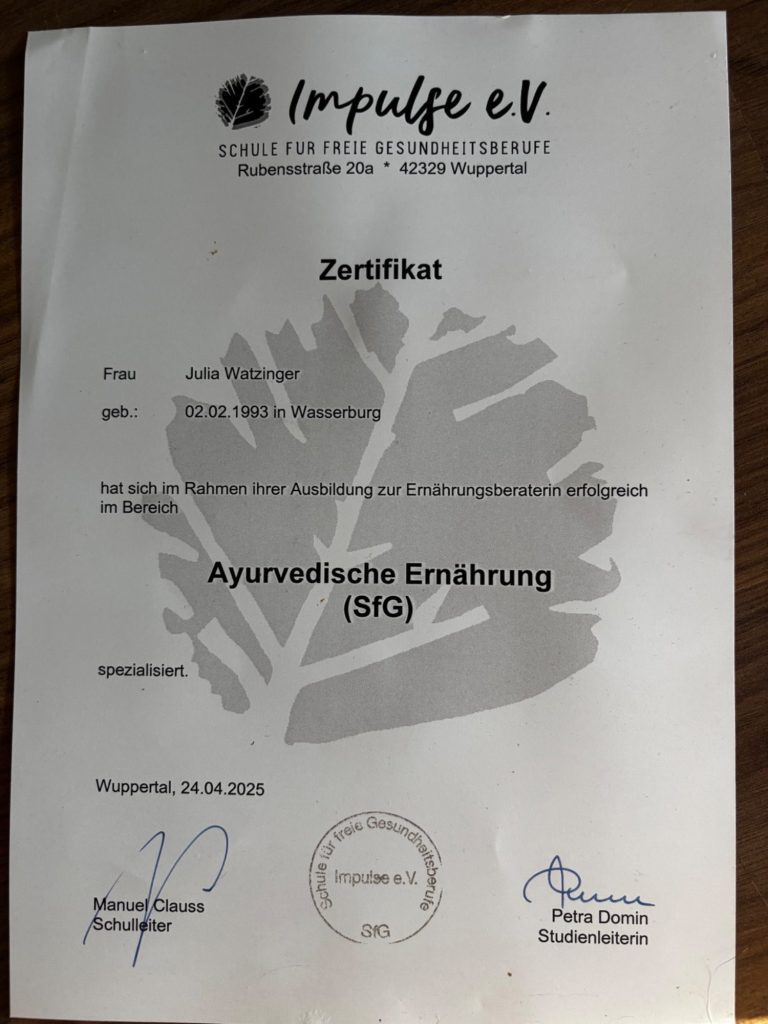 Impulse e.V.
SCHULE FÜR FREIE GESUNDHEITSBERUFE
Rubensstraße 20a * 42329 Wuppertal
Zertifikat
Frau Julia Watzinger
geb.: 02.02.1993 in Wasserburg
hat sich im Rahmen ihrer Ausbildung zur Ernährungsberaterin erfolgreich
im Bereich
Ayurvedische Ernährung
(SfG)
spezialisiert.
Wuppertal, 24.04.2025
Schule für freie Gesundheitsberufe
Impulse e.V.
SfG
Manuel Clauss
Schulleiter
Petra Domin
Studienleiterin